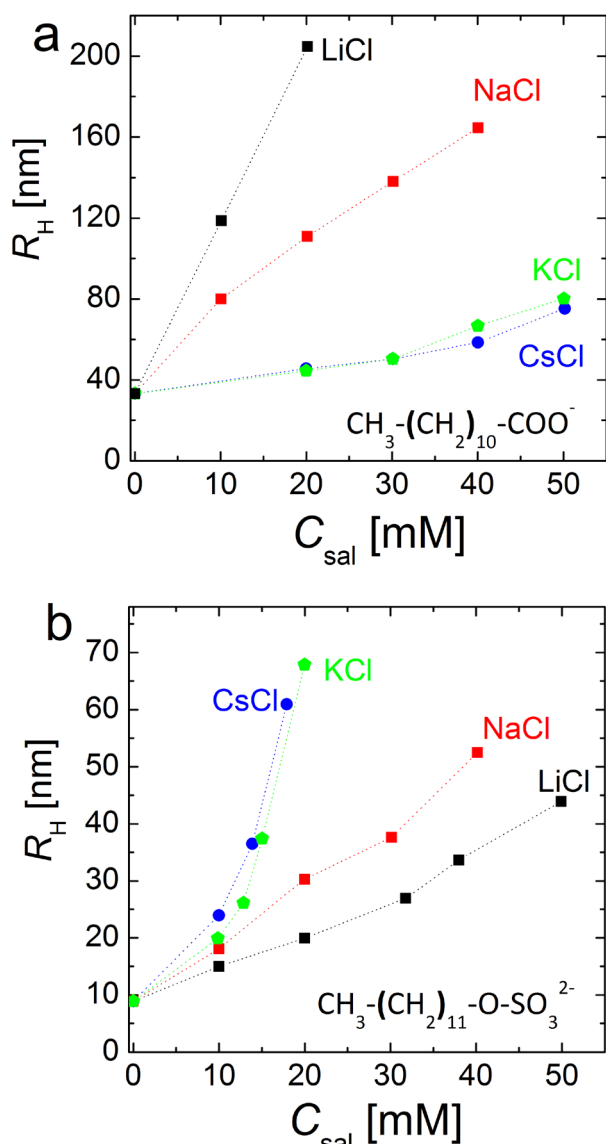 a
200
160
120
80
40
0
R_H [nm]
LiCl
NaCl
KCl
CsCl
CH₃-(CH₂)₁₀-COO⁻
0 10 20 30 40 50
C_sal [mM]
b
70
60
50
40
30
20
10
0
R_H [nm]
CsCl
KCl
NaCl
LiCl
CH₃-(CH₂)₁₁-O-SO₃²⁻
0 10 20 30 40 50
C_sal [mM]